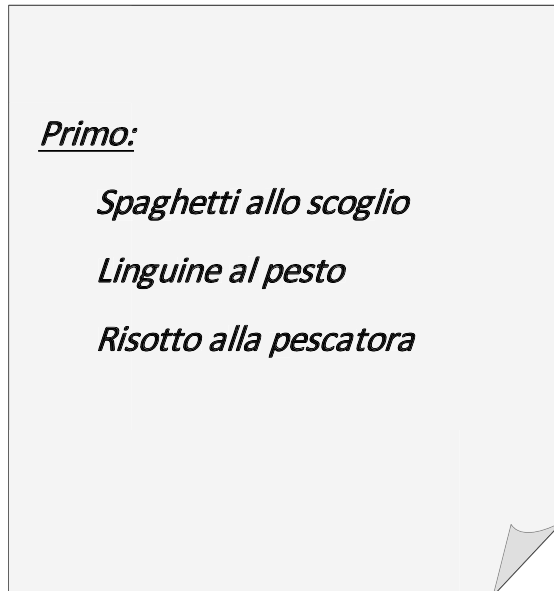 Primo:
Spaghetti allo scoglio
Linguine al pesto
Risotto alla pescatora